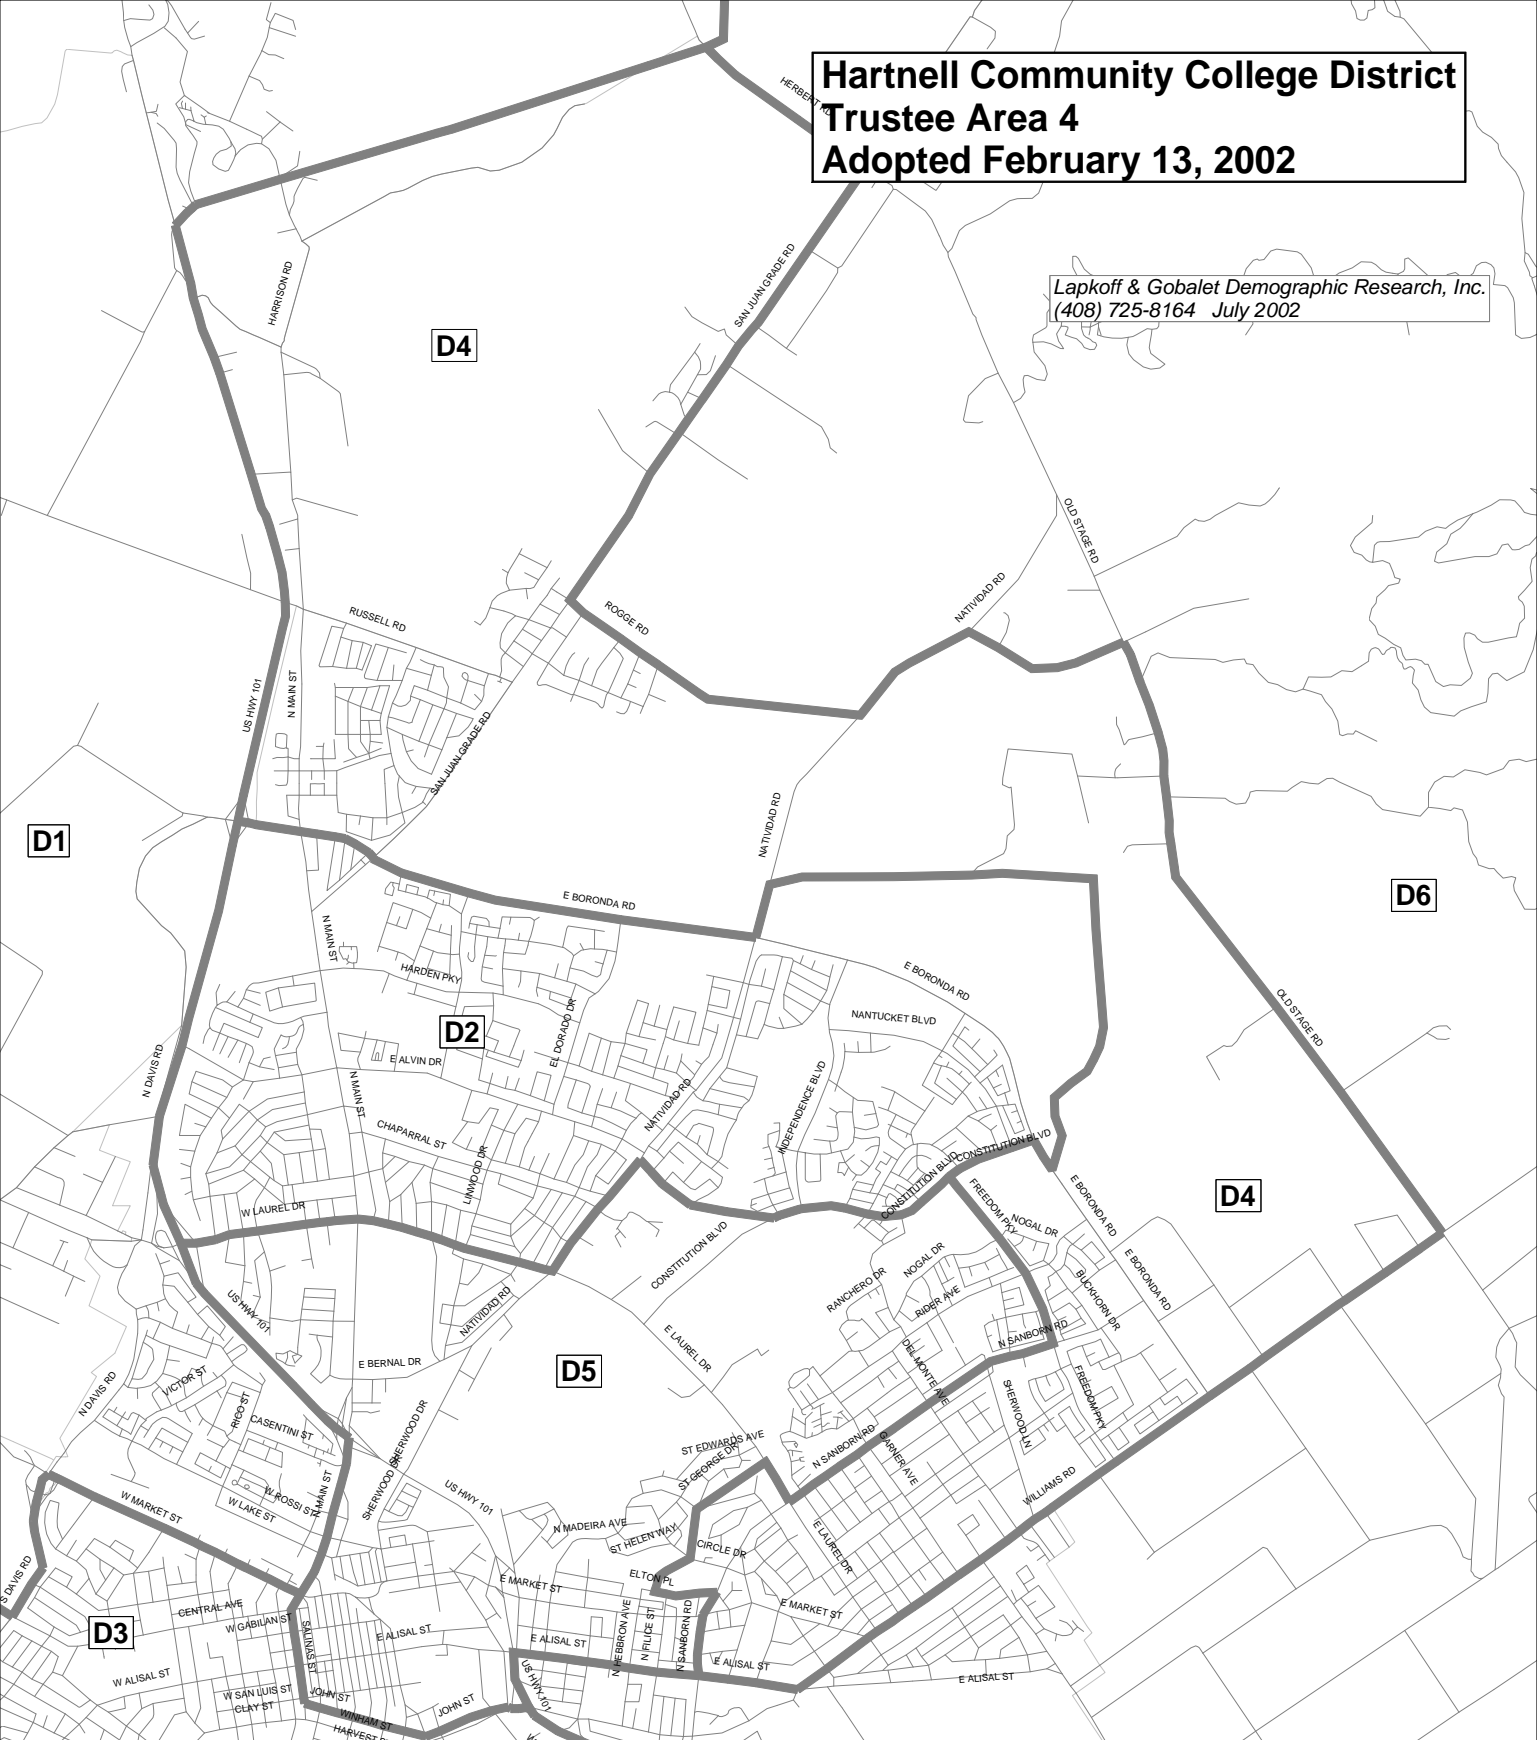 Hartnell Community College District
Trustee Area 4
Adopted February 13, 2002
HERBERT RD
Lapkoff & Gobalet Demographic Research, Inc.
(408) 725-8164 July 2002
HARRISON RD
SAN JUAN GRADE RD
D4
OLD STAGE RD
NATIVIDAD RD
RUSSELL RD
ROGGE RD
N MAIN ST
US HWY 101
SAN JUAN GRADE RD
NATIVIDAD RD
D1
D6
E BORONDA RD
N MAIN ST
HARDEN PKY
E BORONDA RD
NANTUCKET BLVD
OLD STAGE RD
D2
EL DORADO DR
E ALVIN DR
N DAVIS RD
N MAIN ST
NATIVIDAD RD
INDEPENDENCE BLVD
CHAPARRAL ST
LINWOOD DR
CONSTITUTION BLVD
CONSTITUTION BLVD
FREEDOM PKY
E BORONDA RD
D4
W LAUREL DR
NOGAL DR
CONSTITUTION BLVD
NOGAL DR
E BORONDA RD
RANCHERO DR
RIDER AVE
BUCKHORN DR
US HWY 101
NATIVIDAD RD
E LAUREL DR
N SANBORN RD
E BERNAL DR
D5
DEL MONTE AVE
VICTOR ST
N DAVIS RD
RICO ST
CASENTINI ST
SHERWOOD DR
SHERWOOD DR
FREEDOM PKY
SHERWOOD LN
ST EDWARDS AVE
ST GEORGE DR
N SANBORN RD
GARNER AVE
WILLIAMS RD
US HWY 101
N MAIN ST
W ROSSI ST
W LAKE ST
W MARKET ST
N MADEIRA AVE
ST HELEN WAY
CIRCLE DR
E LAUREL DR
S DAVIS RD
ELTON PL
E MARKET ST
E MARKET ST
CENTRAL AVE
W GABILAN ST
D3
SALINAS ST
E ALISAL ST
E ALISAL ST
N HEBBRON AVE
N FILICE ST
N SANBORN RD
E ALISAL ST
E ALISAL ST
W ALISAL ST
W SAN LUIS ST
CLAY ST
JOHN ST
JOHN ST
US HWY 101
WINHAM ST
HARVEST